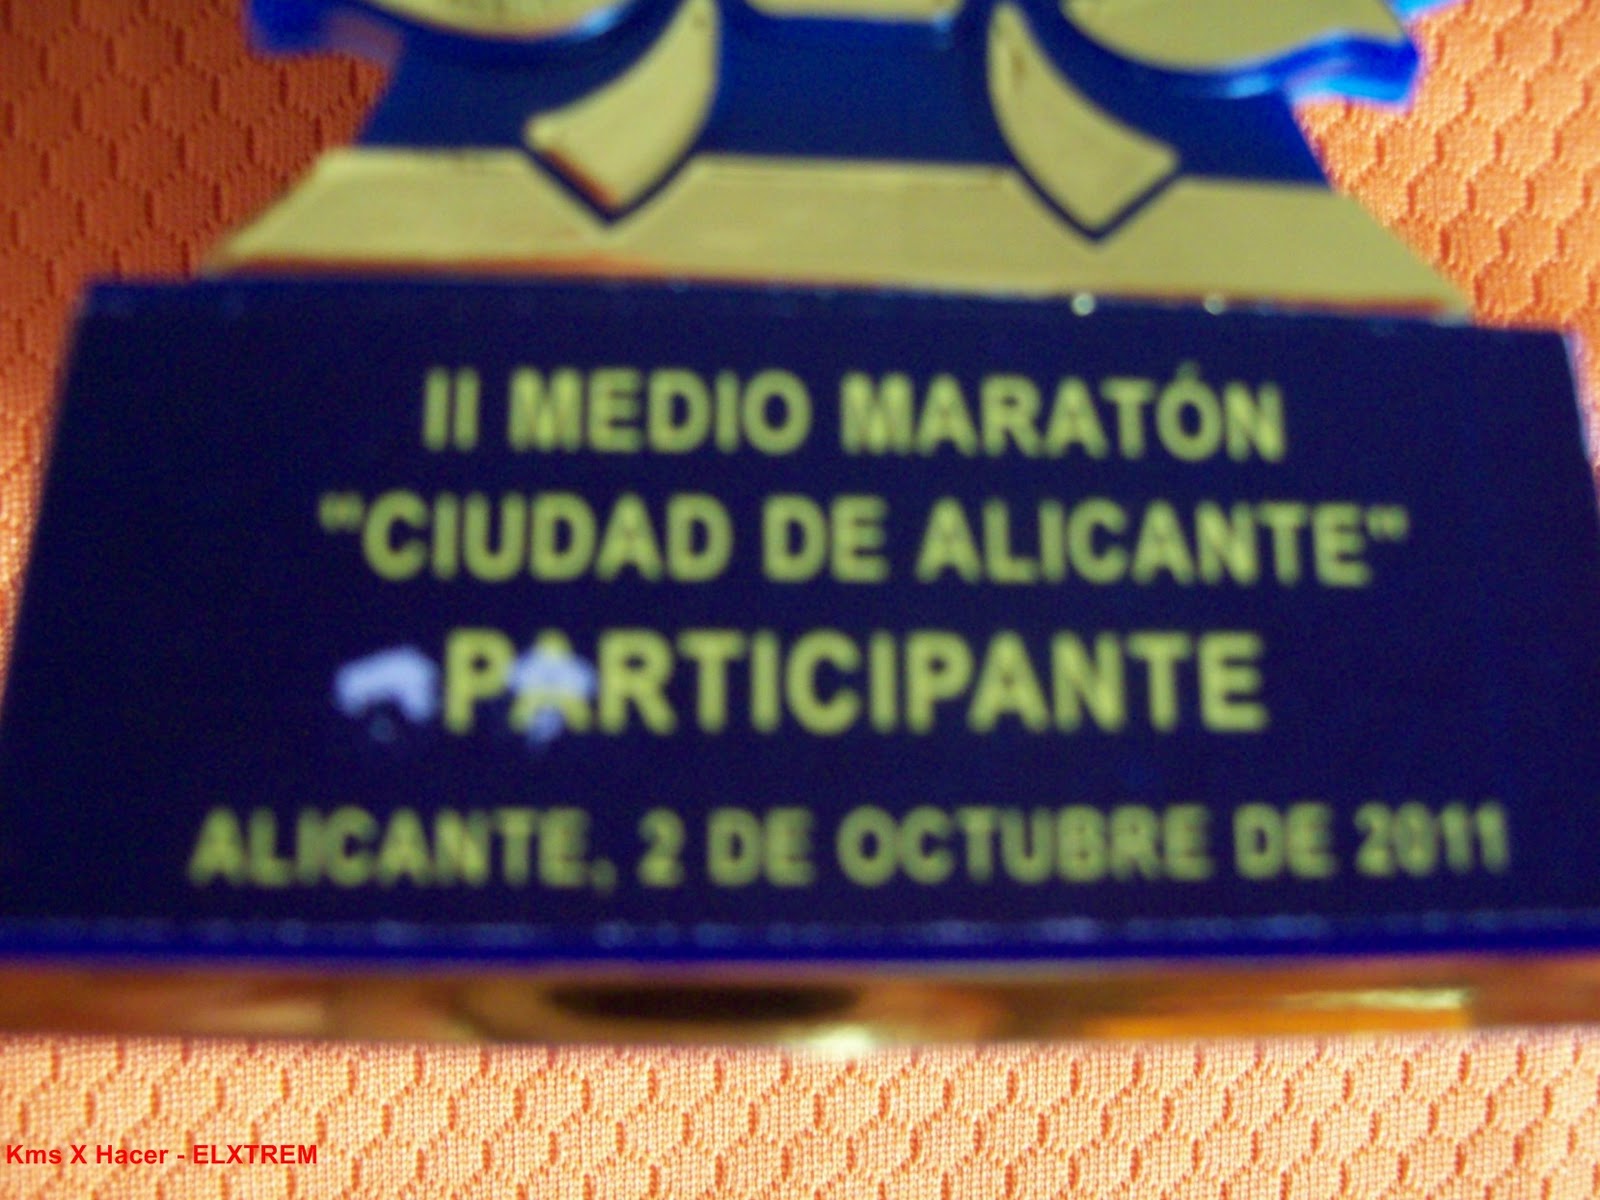 II MEDIO MARATÓN
"CIUDAD DE ALICANTE"
PARTICIPANTE
ALICANTE, 2 DE OCTUBRE DE 2011
Kms X Hacer - ELXTREM